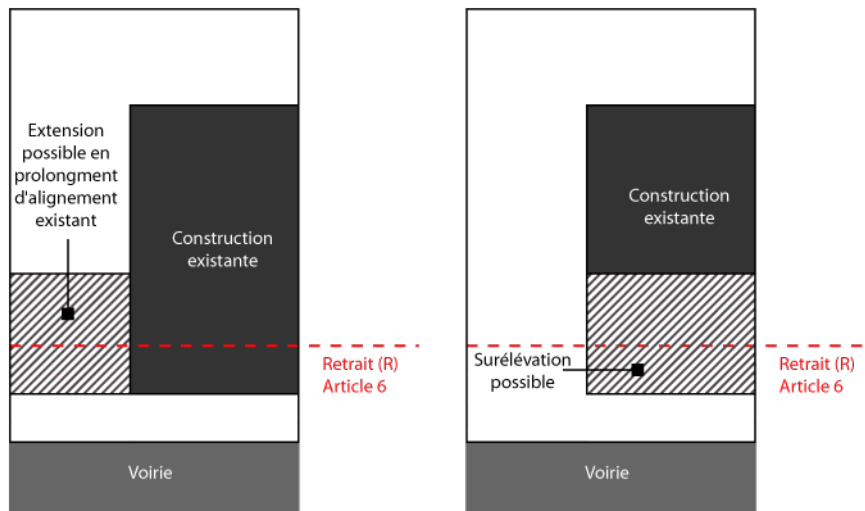 Extension
possible en
prolongment
d'alignement
existant
Construction
existante
Retrait (R)
Article 6
Voirie
Construction
existante
Surélévation
possible
Retrait (R)
Article 6
Voirie